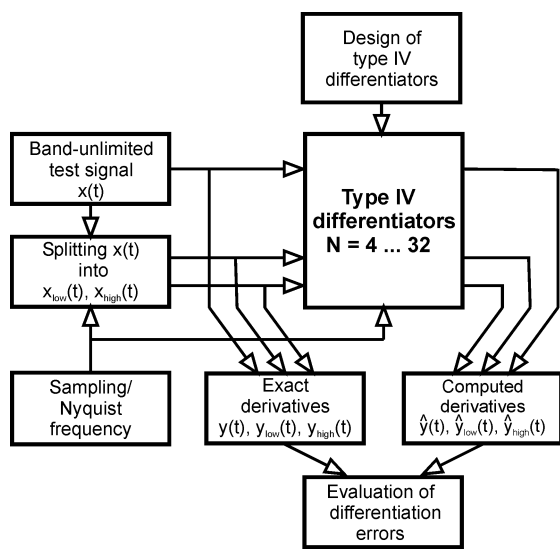 Design of
type IV
differentiators
Band-unlimited
test signal
x(t)
Type IV
differentiators
N = 4 ... 32
Splitting x(t)
into
xlow(t), xhigh(t)
Sampling/
Nyquist
frequency
Exact
derivatives
y(t), ylow(t), yhigh(t)
Computed
derivatives
ŷ(t), ŷlow(t), ŷhigh(t)
Evaluation of
differentiation
errors